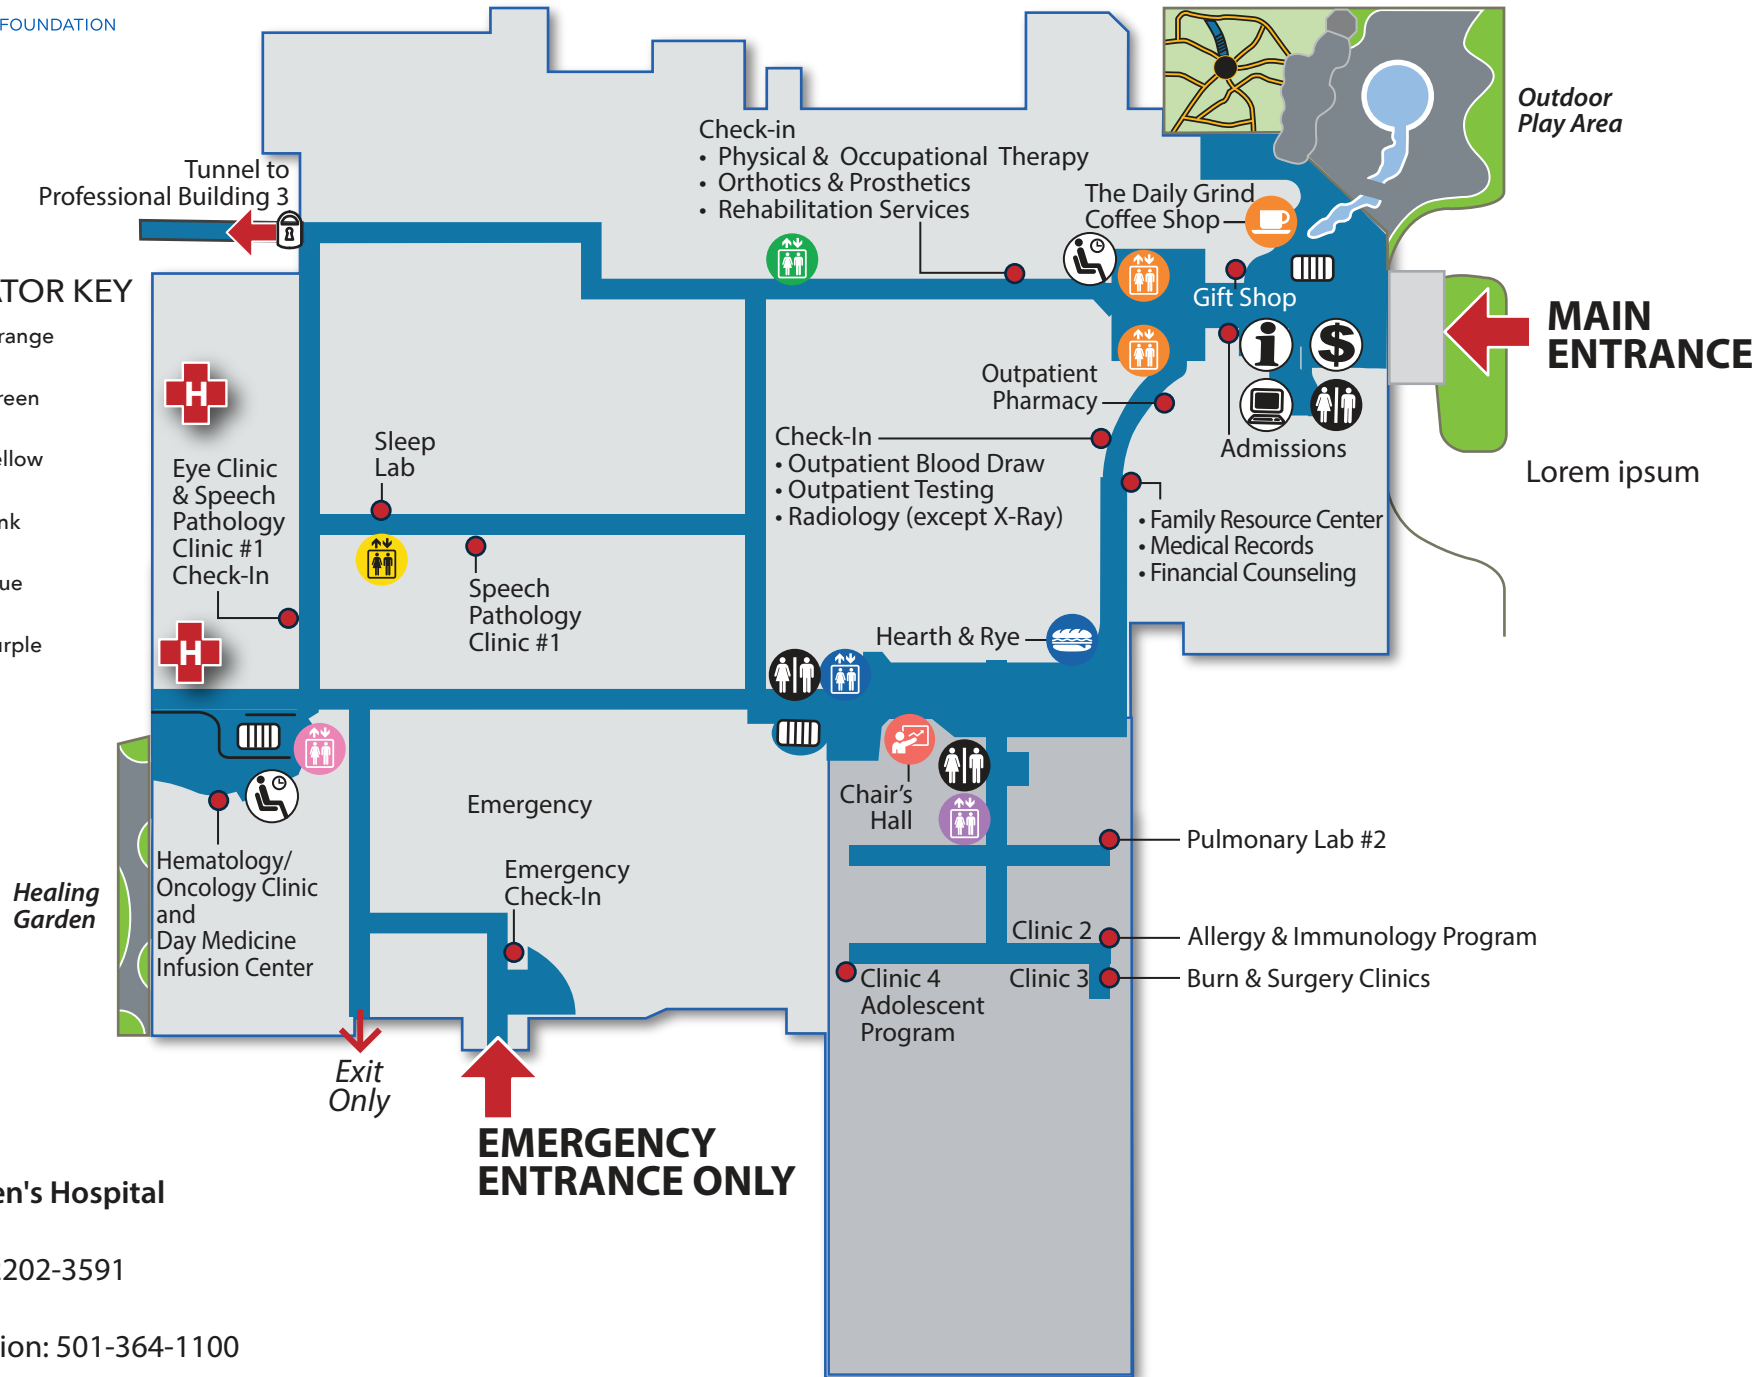 FOUNDATION
Outdoor
Play Area
Check-in
• Physical & Occupational Therapy
• Orthotics & Prosthetics
• Rehabilitation Services
Tunnel to
Professional Building 3
The Daily Grind
Coffee Shop
Gift Shop
MAIN
ENTRANCE
ATOR KEY
range
reen
ellow
nk
ue
urple
H
i
$
Outpatient
Pharmacy
Admissions
Lorem ipsum
Sleep
Lab
Check-In
• Outpatient Blood Draw
• Outpatient Testing
• Radiology (except X-Ray)
Eye Clinic
& Speech
Pathology
Clinic #1
Check-In
• Family Resource Center
• Medical Records
• Financial Counseling
Speech
Pathology
Clinic #1
H
Hearth & Rye
Emergency
Chair's
Hall
Pulmonary Lab #2
Hematology/
Oncology Clinic
and
Day Medicine
Infusion Center
Healing
Garden
Emergency
Check-In
Clinic 2
Allergy & Immunology Program
Clinic 3
Burn & Surgery Clinics
Clinic 4
Adolescent
Program
Exit
Only
EMERGENCY
ENTRANCE ONLY
en's Hospital
2202-3591
ion: 501-364-1100